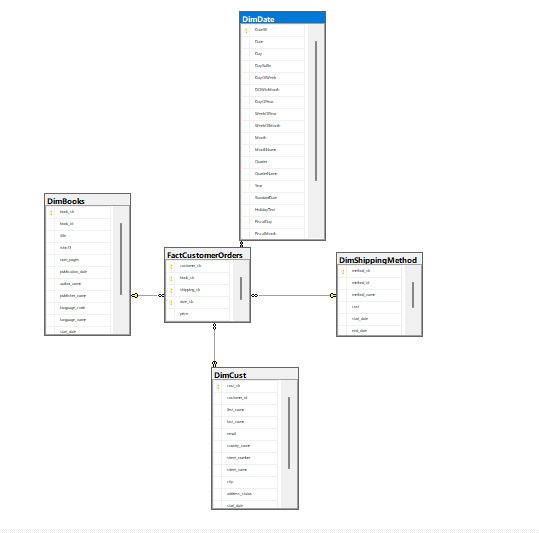 DimDate
DateSK
Date
Day
DaySuffix
DayOfWeek
DOWInMonth
DayOfYear
WeekOfYear
WeekOfMonth
Month
MonthName
Quarter
QuarterName
Year
StandardDate
HolidayText
FiscalDay
FiscalMonth
DimBooks
book_sk
book_id
title
isbn13
num_pages
publication_date
author_name
publisher_name
language_code
language_name
start_date
FactCustomerOrders
customer_sk
book_sk
shipping_sk
date_sk
price
DimShippingMethod
method_sk
method_id
method_name
cost
start_date
end_date
DimCust
cust_sk
customer_id
first_name
last_name
email
country_name
street_number
street_name
city
address_status
start_date